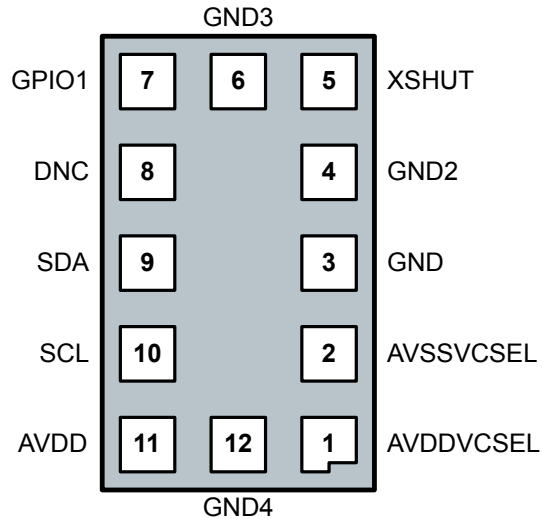 GND3
GPIO1 7 6 5 XSHUT
DNC 8 4 GND2
SDA 9 3 GND
SCL 10 2 AVSSVCSEL
AVDD 11 12 1 AVDDVCSEL
GND4